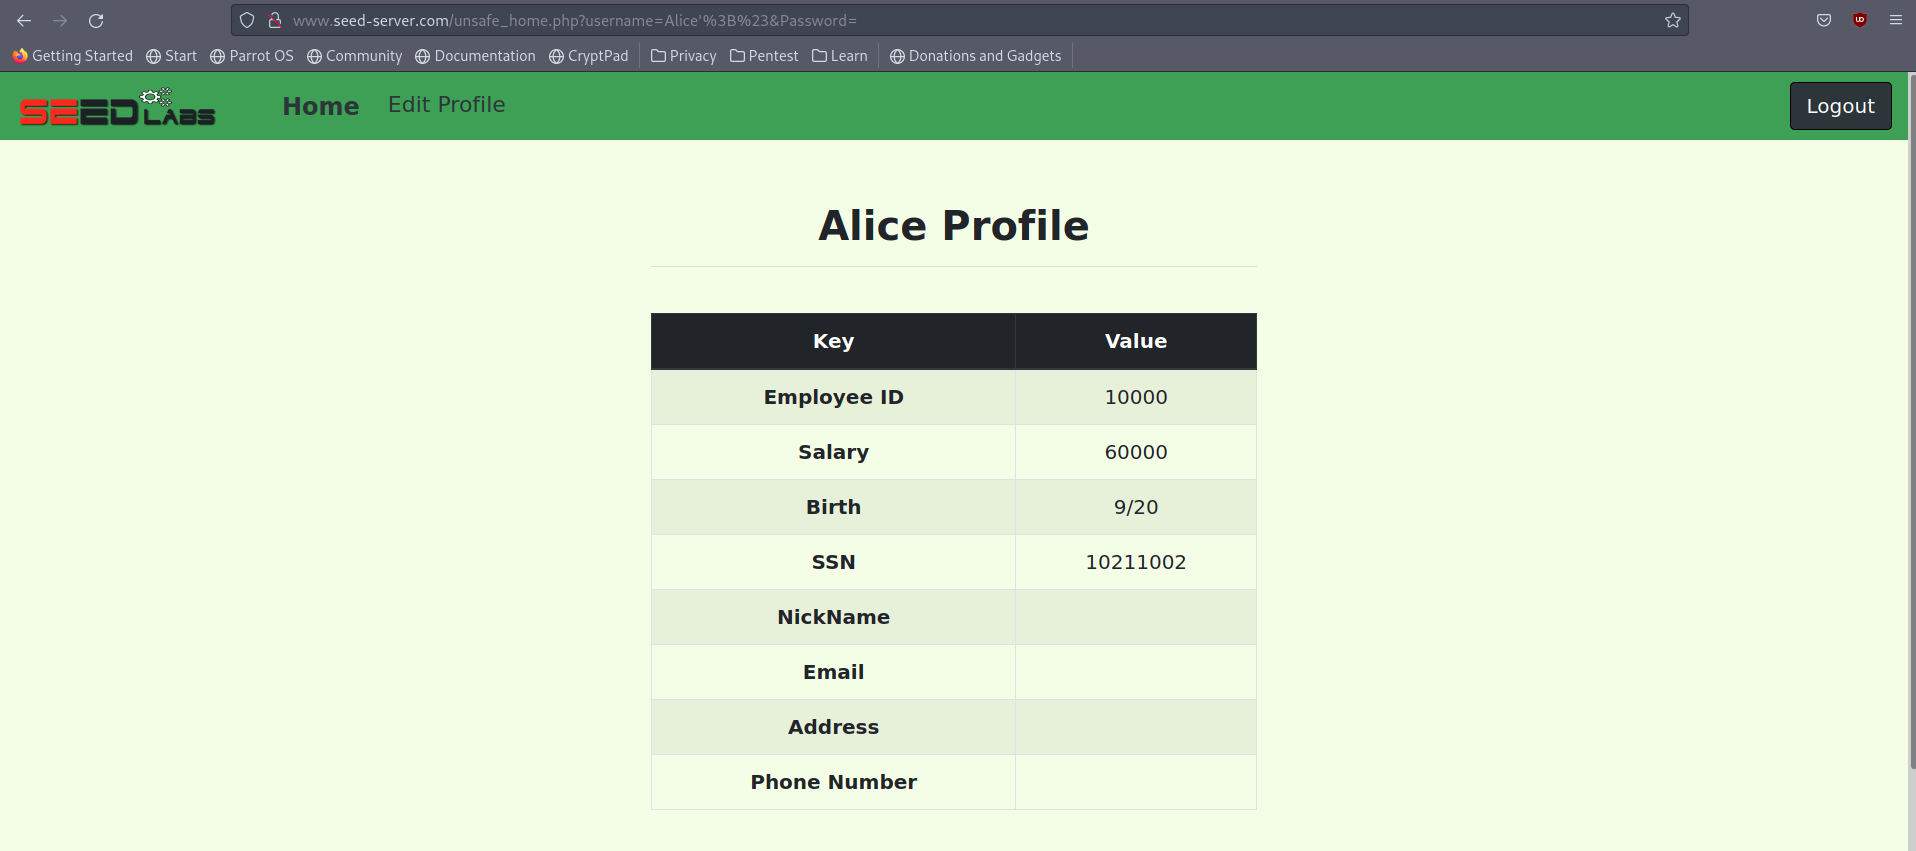 www.seed-server.com/unsafe_home.php?username=Alice'%3B%23&Password=
Getting Started Start Parrot OS Community Documentation CryptPad Privacy Pentest Learn Donations and Gadgets
SEED LABS Home Edit Profile Logout
Alice Profile
Key Value
Employee ID 10000
Salary 60000
Birth 9/20
SSN 10211002
NickName
Email
Address
Phone Number